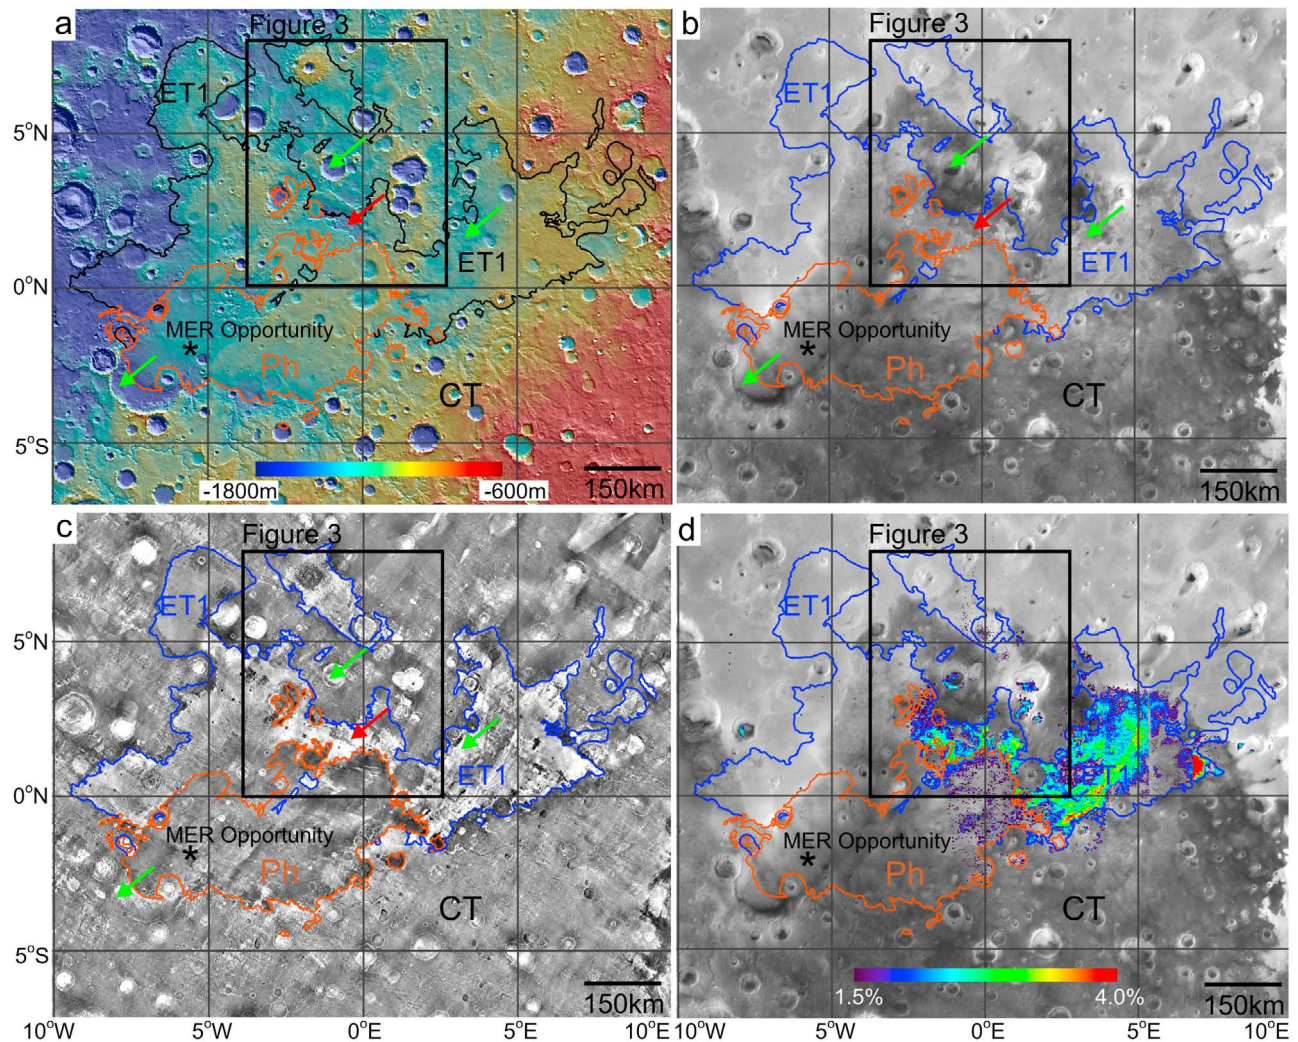 a
Figure 3
ET1
5°N
ET1
0°N
MER Opportunity
*
Ph
CT
5°S
-1800m
-600m
150km
b
Figure 3
ET1
ET1
MER Opportunity
*
Ph
CT
150km
c
Figure 3
ET1
5°N
ET1
0°N
MER Opportunity
*
Ph
CT
5°S
150km
10°W
5°W
0°E
5°E
10°E
d
Figure 3
ET1
MER Opportunity
*
Ph
CT
1.5%
4.0%
150km
5°W
0°E
5°E
10°E